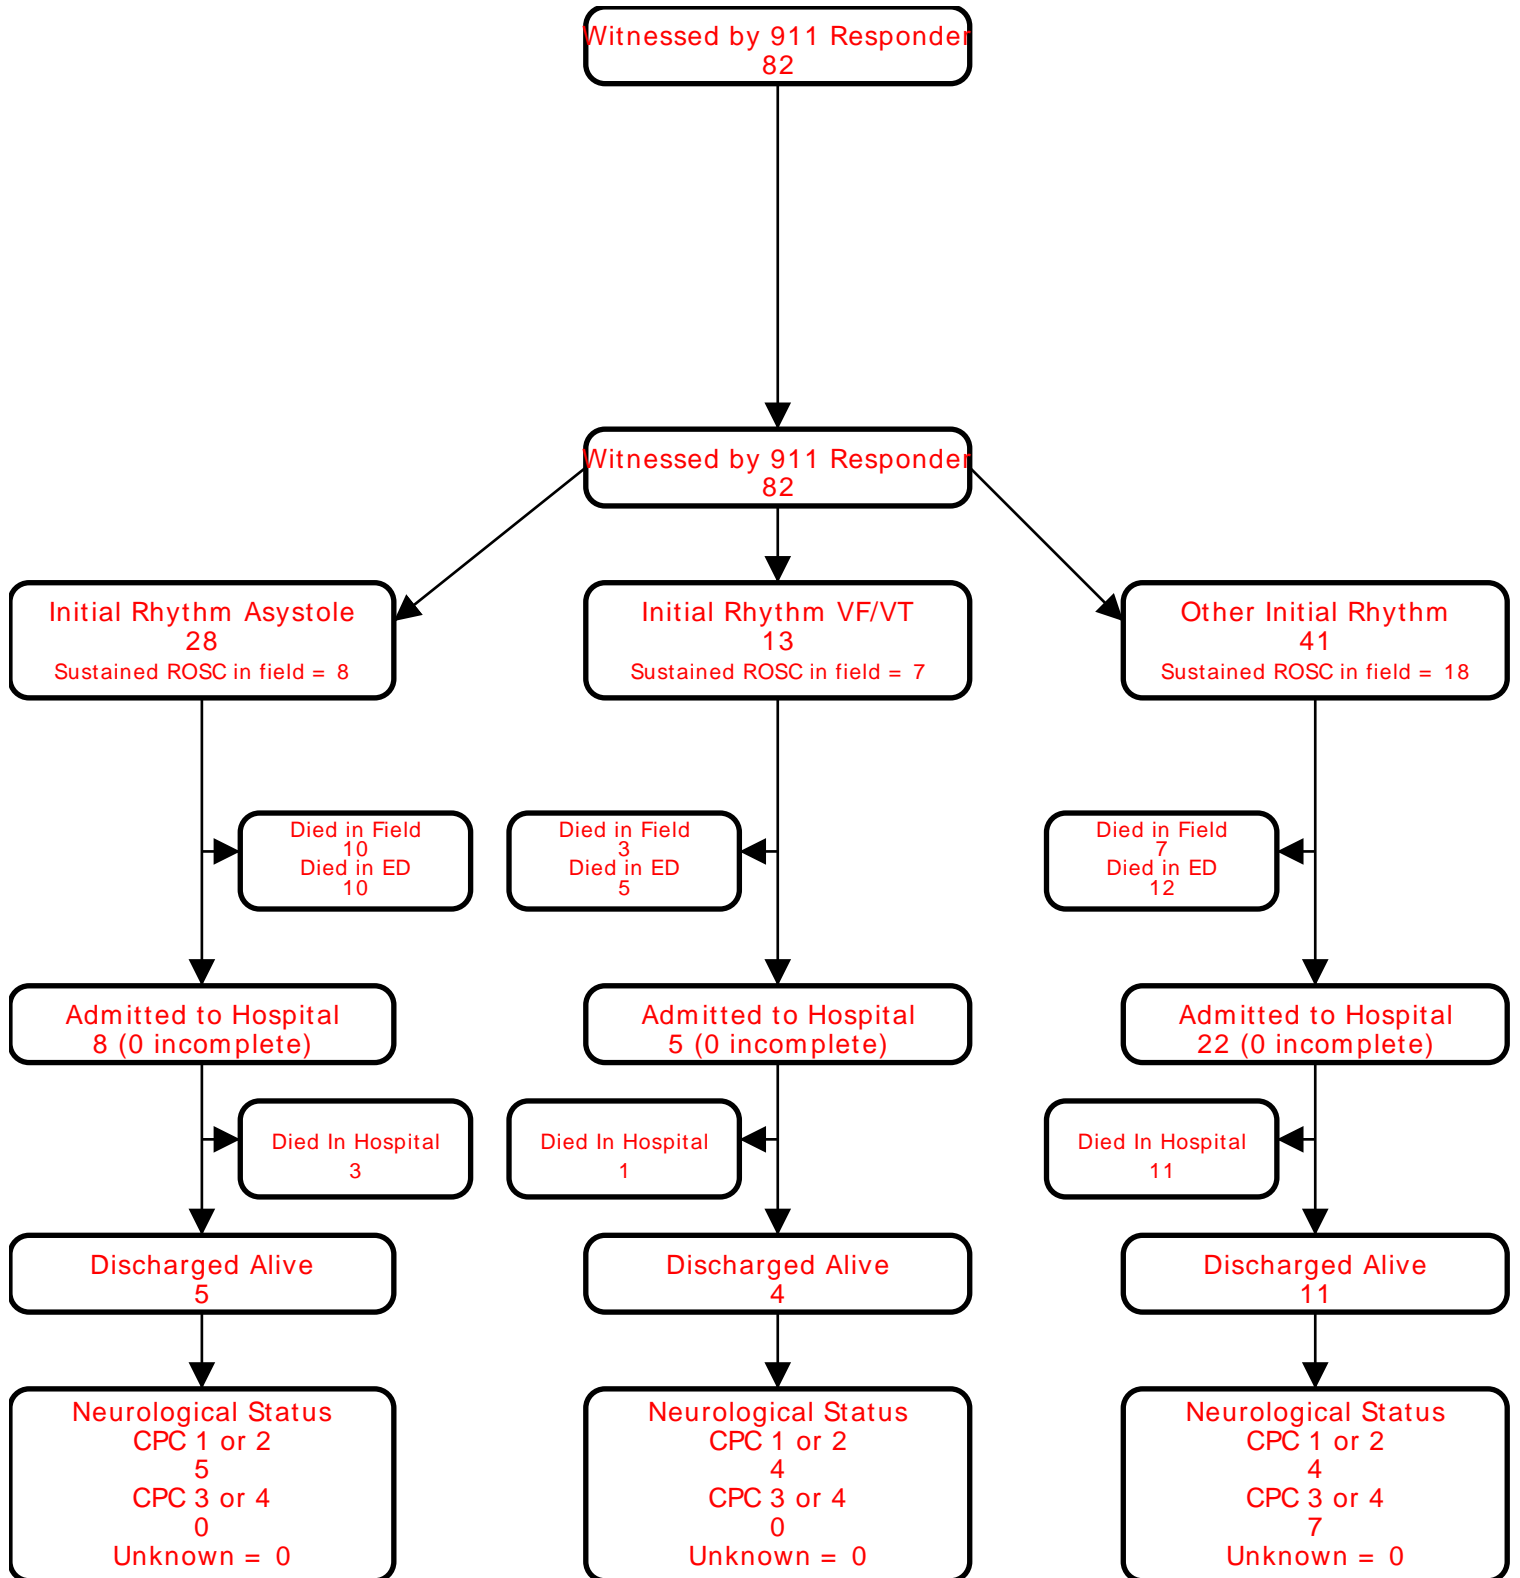 Witnessed by 911 Responder
82
Witnessed by 911 Responder
82
Initial Rhythm Asystole
28
Sustained ROSC in field = 8
Initial Rhythm VF/VT
13
Sustained ROSC in field = 7
Other Initial Rhythm
41
Sustained ROSC in field = 18
Died in Field
10
Died in ED
10
Died in Field
3
Died in ED
5
Died in Field
7
Died in ED
12
Admitted to Hospital
8 (0 incomplete)
Admitted to Hospital
5 (0 incomplete)
Admitted to Hospital
22 (0 incomplete)
Died In Hospital
3
Died In Hospital
1
Died In Hospital
11
Discharged Alive
5
Discharged Alive
4
Discharged Alive
11
Neurological Status
CPC 1 or 2
5
CPC 3 or 4
0
Unknown = 0
Neurological Status
CPC 1 or 2
4
CPC 3 or 4
0
Unknown = 0
Neurological Status
CPC 1 or 2
4
CPC 3 or 4
7
Unknown = 0